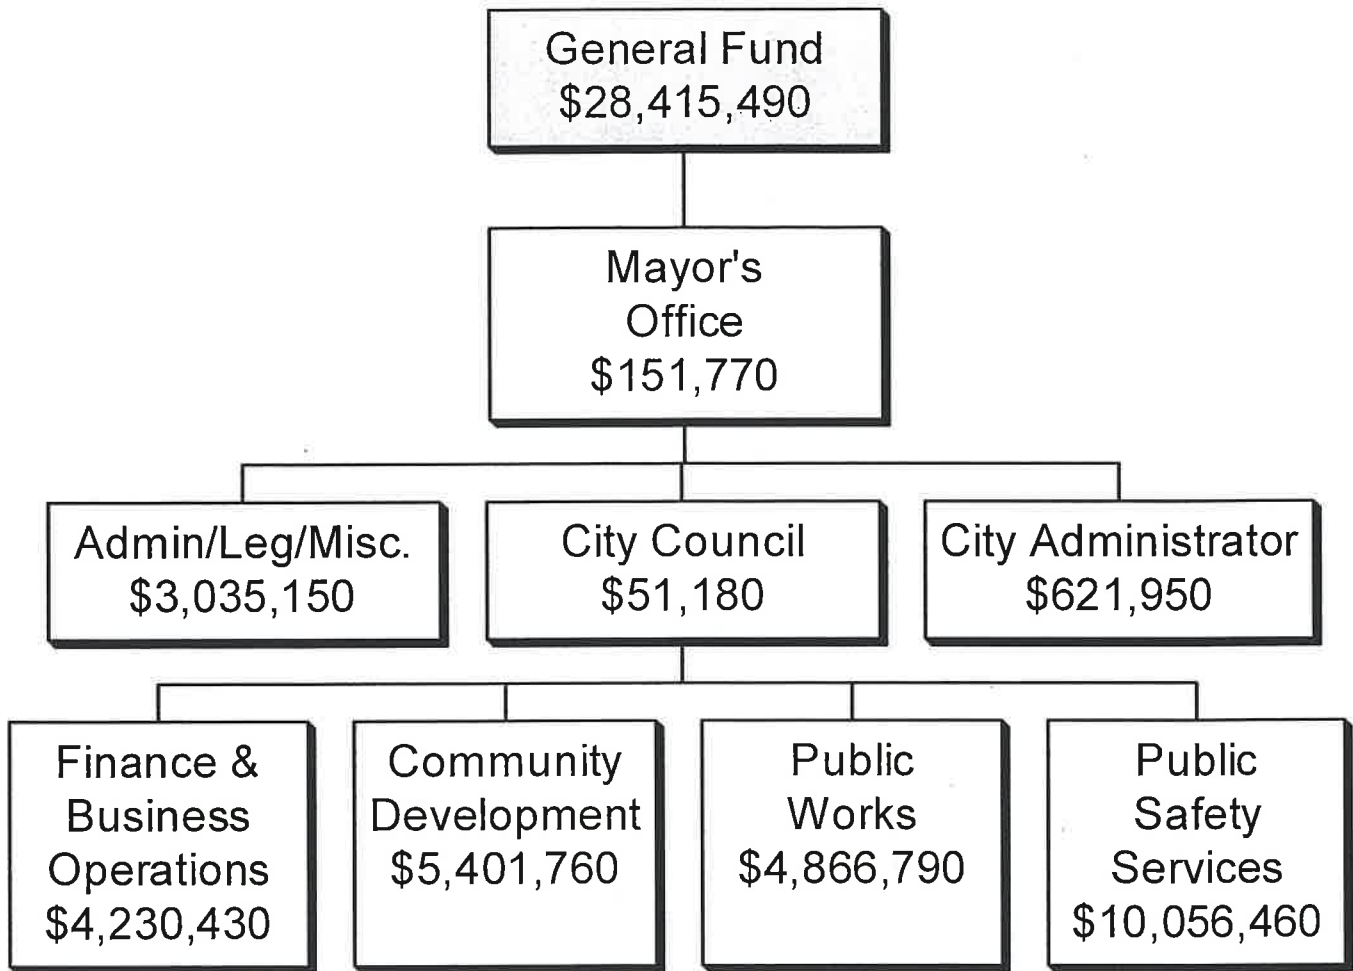 General Fund
$28,415,490
Mayor's
Office
$151,770
Admin/Leg/Misc.
$3,035,150
City Council
$51,180
City Administrator
$621,950
Finance &
Business
Operations
$4,230,430
Community
Development
$5,401,760
Public
Works
$4,866,790
Public
Safety
Services
$10,056,460